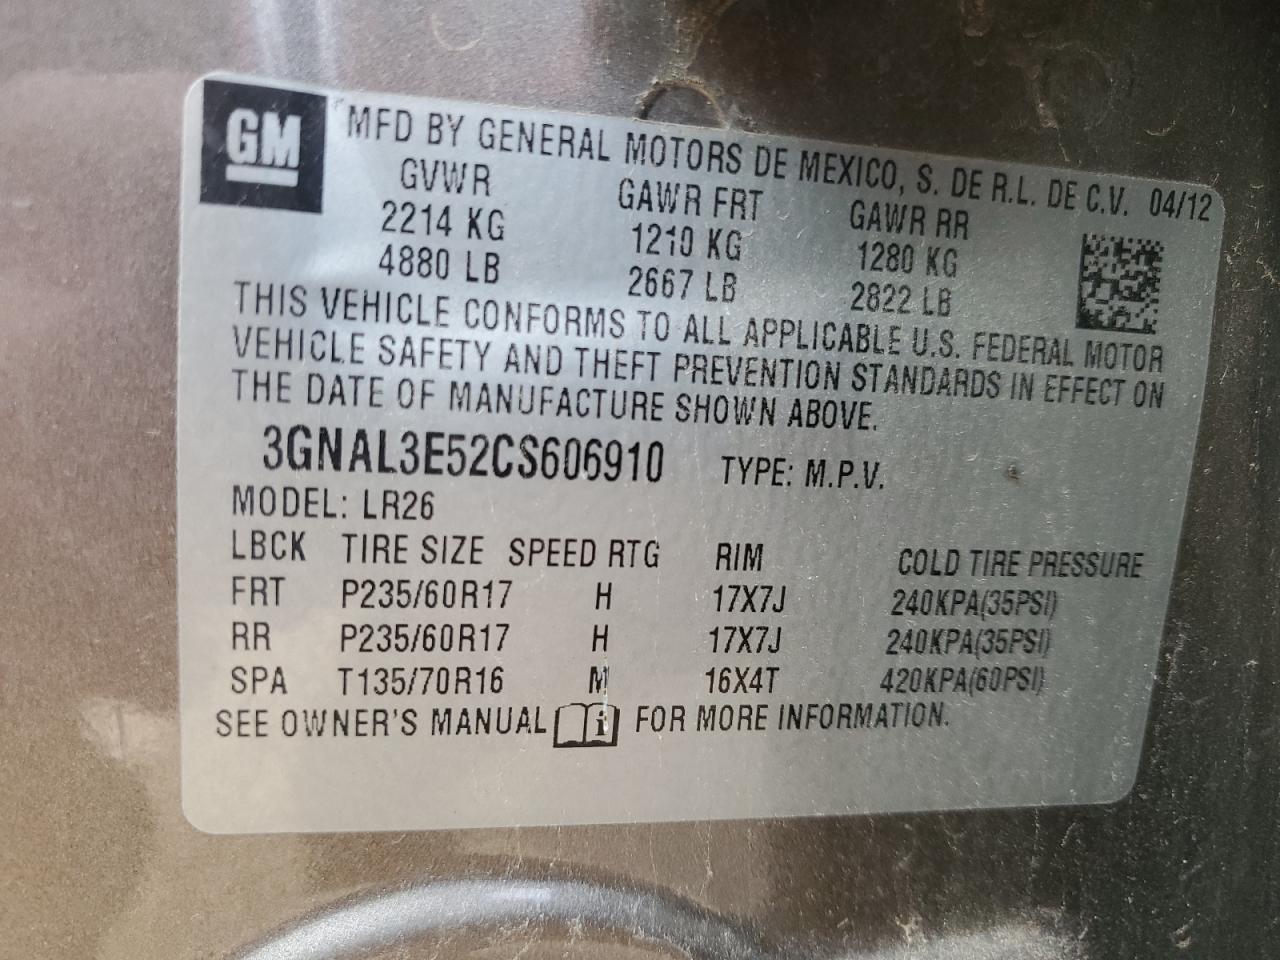 GM
MFD BY GENERAL MOTORS DE MEXICO, S. DE R.L. DE C.V. 04/12
GVWR GAWR FRT GAWR RR
2214 KG 1210 KG 1280 KG
4880 LB 2667 LB 2822 LB
THIS VEHICLE CONFORMS TO ALL APPLICABLE U.S. FEDERAL MOTOR
VEHICLE SAFETY AND THEFT PREVENTION STANDARDS IN EFFECT ON
THE DATE OF MANUFACTURE SHOWN ABOVE.
3GNAL3E52CS606910 TYPE: M.P.V.
MODEL: LR26
LBCK TIRE SIZE SPEED RTG RIM COLD TIRE PRESSURE
FRT P235/60R17 H 17X7J 240KPA(35PSI)
RR P235/60R17 H 17X7J 240KPA(35PSI)
SPA T135/70R16 M 16X4T 420KPA(60PSI)
SEE OWNER'S MANUAL i FOR MORE INFORMATION.